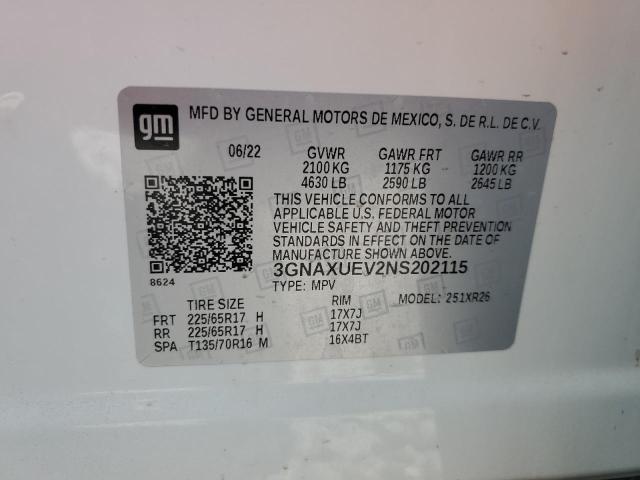 gm
MFD BY GENERAL MOTORS DE MEXICO, S. DE R.L. DE C.V.
06/22 GVWR GAWR FRT GAWR RR
2100 KG 1175 KG 1200 KG
4630 LB 2590 LB 2645 LB
THIS VEHICLE CONFORMS TO ALL
APPLICABLE U.S. FEDERAL MOTOR
VEHICLE SAFETY AND THEFT PREVENTION
STANDARDS IN EFFECT ON THE DATE OF
MANUFACTURE SHOWN ABOVE.
3GNAXUEV2NS202115
8624
TYPE: MPV MODEL: 251XR26
TIRE SIZE RIM
FRT 225/65R17 H 17X7J
RR 225/65R17 H 17X7J
SPA T135/70R16 M 16X4BT